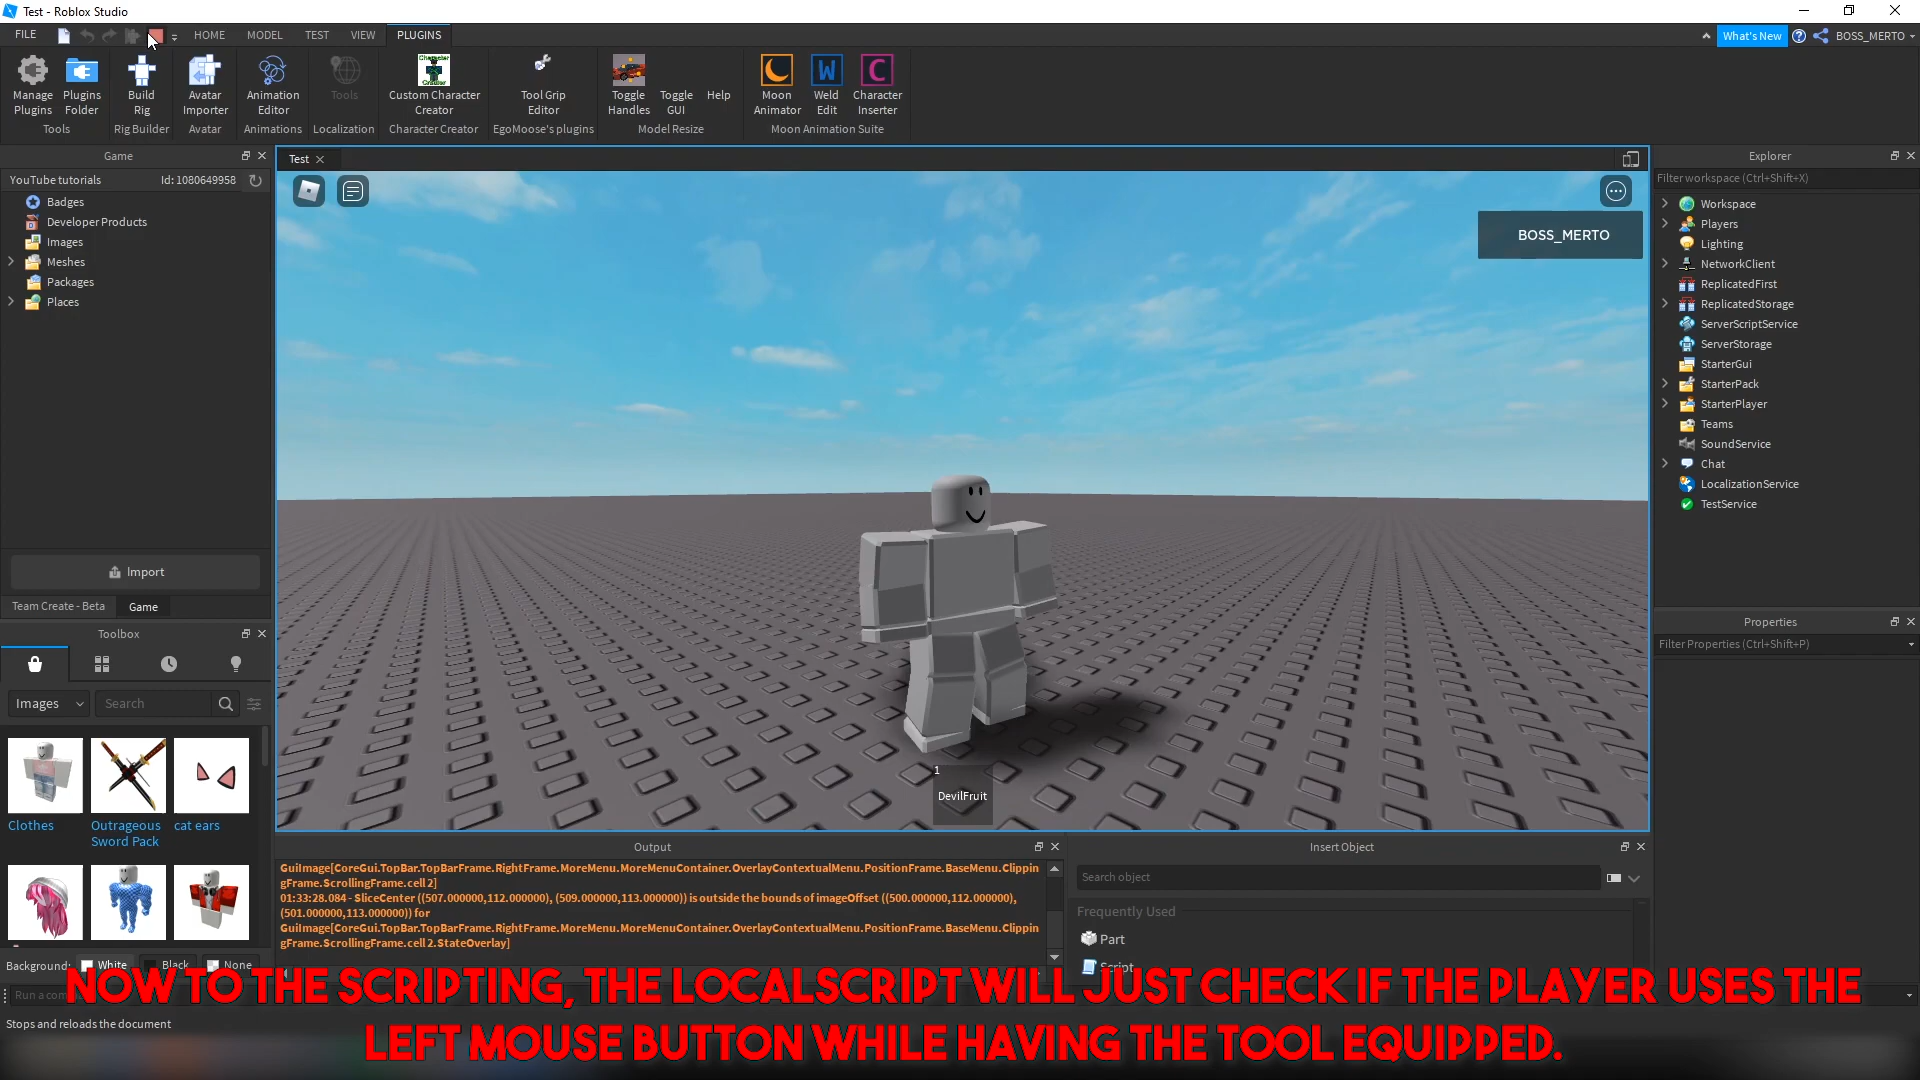 Test - Roblox Studio
FILE HOME MODEL TEST VIEW PLUGINS What's New BOSS_MERTO
Manage Plugins
Plugins Folder
Tools
Build Rig
Rig Builder
Avatar Importer
Avatar
Animation Editor
Animations
Tools
Localization
Custom Character Creator
Character Creator
Tool Grip Editor
EgoMoose's plugins
Toggle Handles
Toggle GUI
Help
Model Resize
Moon Animator
Weld Edit
Character Inserter
Moon Animation Suite
Game
YouTube tutorials Id: 1080649958
Badges
Developer Products
Images
Meshes
Packages
Places
Import
Team Create - Beta Game
Toolbox
Images Search
Clothes
Outrageous Sword Pack
cat ears
Background: White Black None
Test
BOSS_MERTO
1
DevilFruit
Output
GuiImage[CoreGui.TopBar.TopBarFrame.RightFrame.MoreMenu.MoreMenuContainer.OverlayContextualMenu.PositionFrame.BaseMenu.Clippin
gFrame.$crollingFrame.cell 2]
01:33:28.084 - $liceCenter ((507.000000,112.000000), (509.000000,113.000000)) is outside the bounds of imageOffset ((500.000000,112.000000),
(501.000000,113.000000)) for
GuiImage[CoreGui.TopBar.TopBarFrame.RightFrame.MoreMenu.MoreMenuContainer.OverlayContextualMenu.PositionFrame.BaseMenu.Clippin
gFrame.$crollingFrame.cell 2.$tateOverlay]
Insert Object
Search object
Frequently Used
Part
Script
Explorer
Filter workspace (Ctrl+Shift+X)
Workspace
Players
Lighting
NetworkClient
ReplicatedFirst
ReplicatedStorage
ServerScriptService
ServerStorage
StarterGui
StarterPack
StarterPlayer
Teams
SoundService
Chat
LocalizationService
TestService
Properties
Filter Properties (Ctrl+Shift+P)
Run a com
Stops and reloads the document
NOW TO THE SCRIPTING, THE LOCALSCRIPT WILL JUST CHECK IF THE PLAYER USES THE
LEFT MOUSE BUTTON WHILE HAVING THE TOOL EQUIPPED.